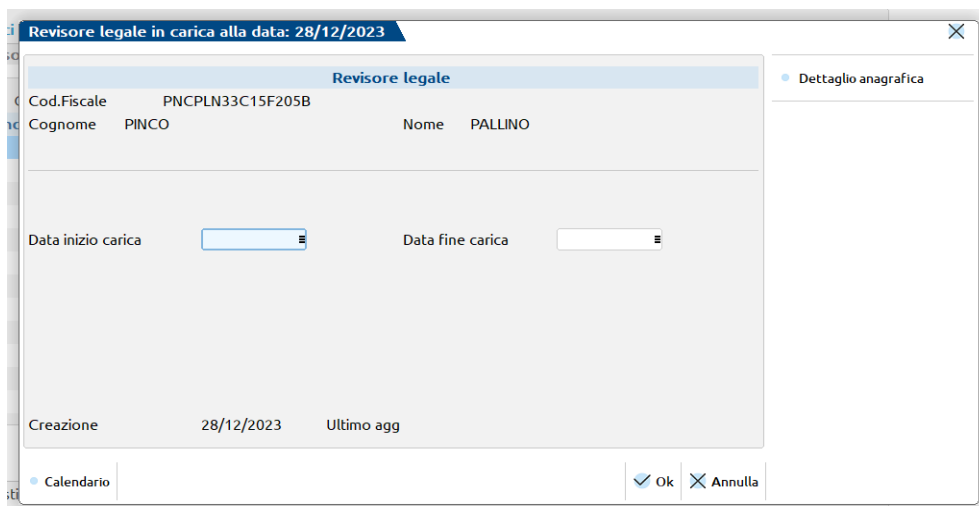 Revisore legale in carica alla data: 28/12/2023
Revisore legale
Dettaglio anagrafica
Cod.Fiscale PNCPLN33C15F205B
Cognome PINCO Nome PALLINO
Data inizio carica Data fine carica
Creazione 28/12/2023 Ultimo agg
Calendario Ok Annulla